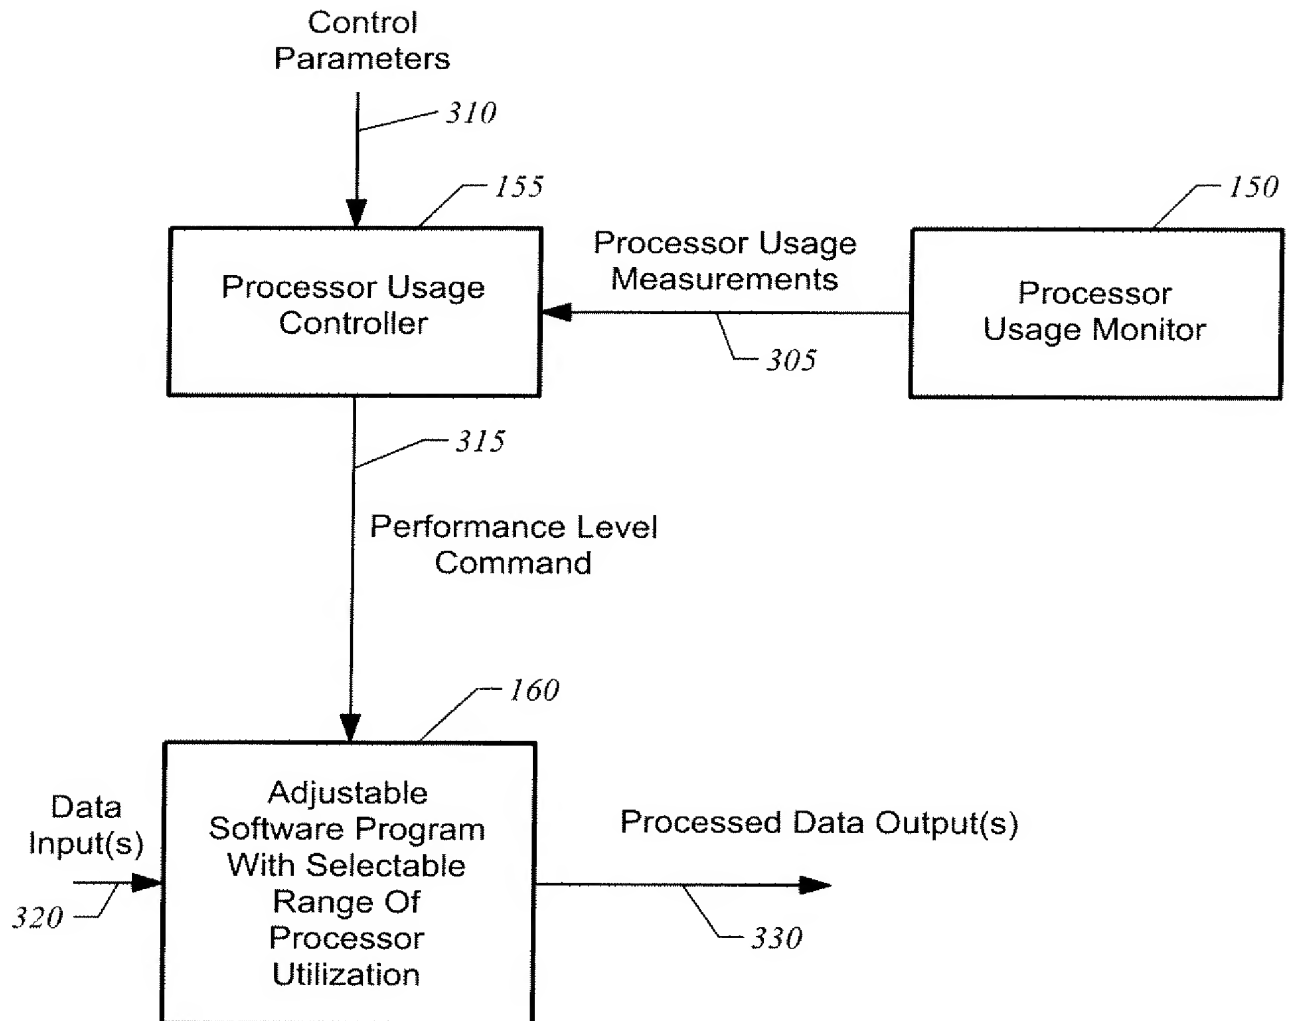 Control
Parameters
310
155
150
Processor Usage
Controller
Processor Usage
Measurements
305
Processor
Usage Monitor
315
Performance Level
Command
160
Data
Input(s)
320
Adjustable
Software Program
With Selectable
Range Of
Processor
Utilization
Processed Data Output(s)
330